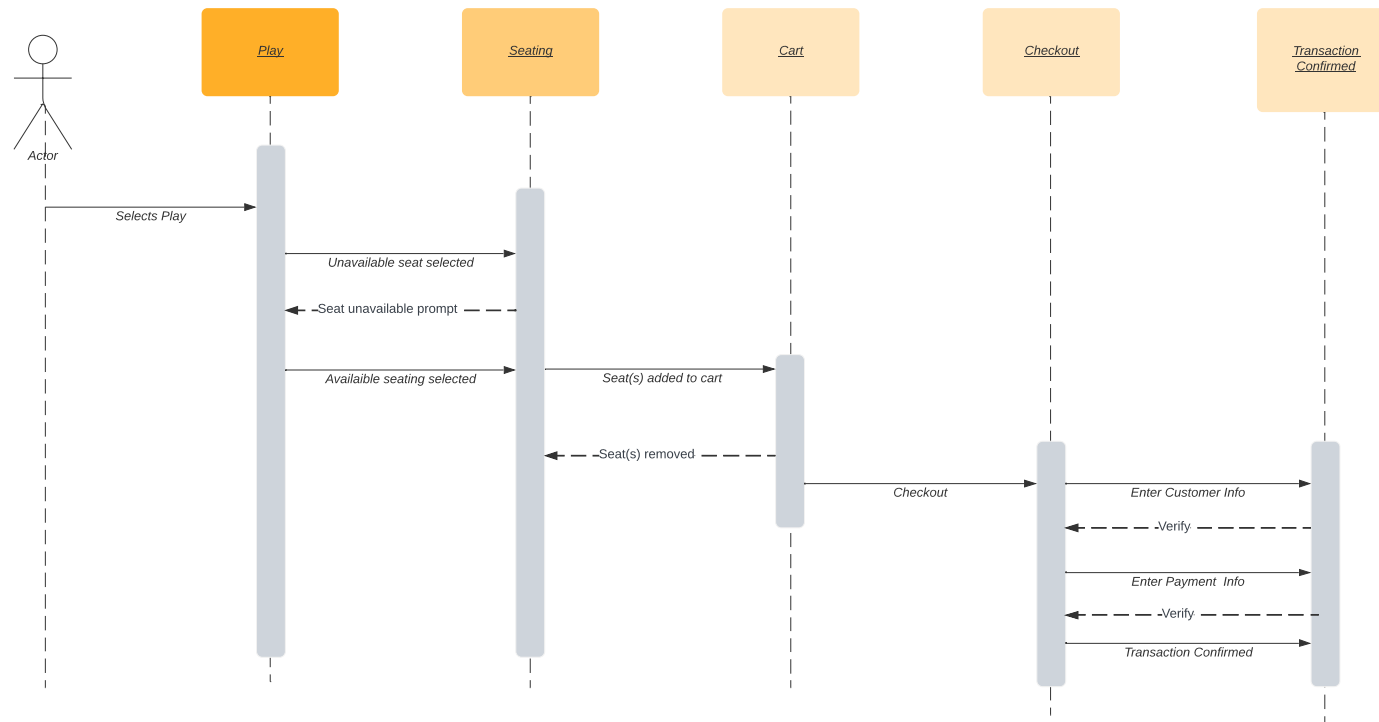 Play
Seating
Cart
Checkout
Transaction
Confirmed
Actor
Selects Play
Unavailable seat selected
Seat unavailable prompt
Availaible seating selected
Seat(s) added to cart
Seat(s) removed
Checkout
Enter Customer Info
Verify
Enter Payment  Info
Verify
Transaction Confirmed